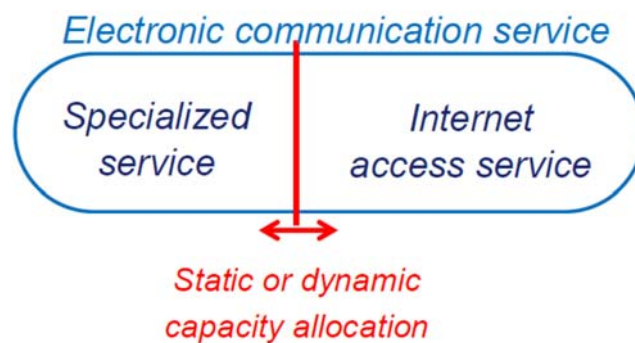 Electronic communication service
Specialized
service
Internet
access service
Static or dynamic
capacity allocation